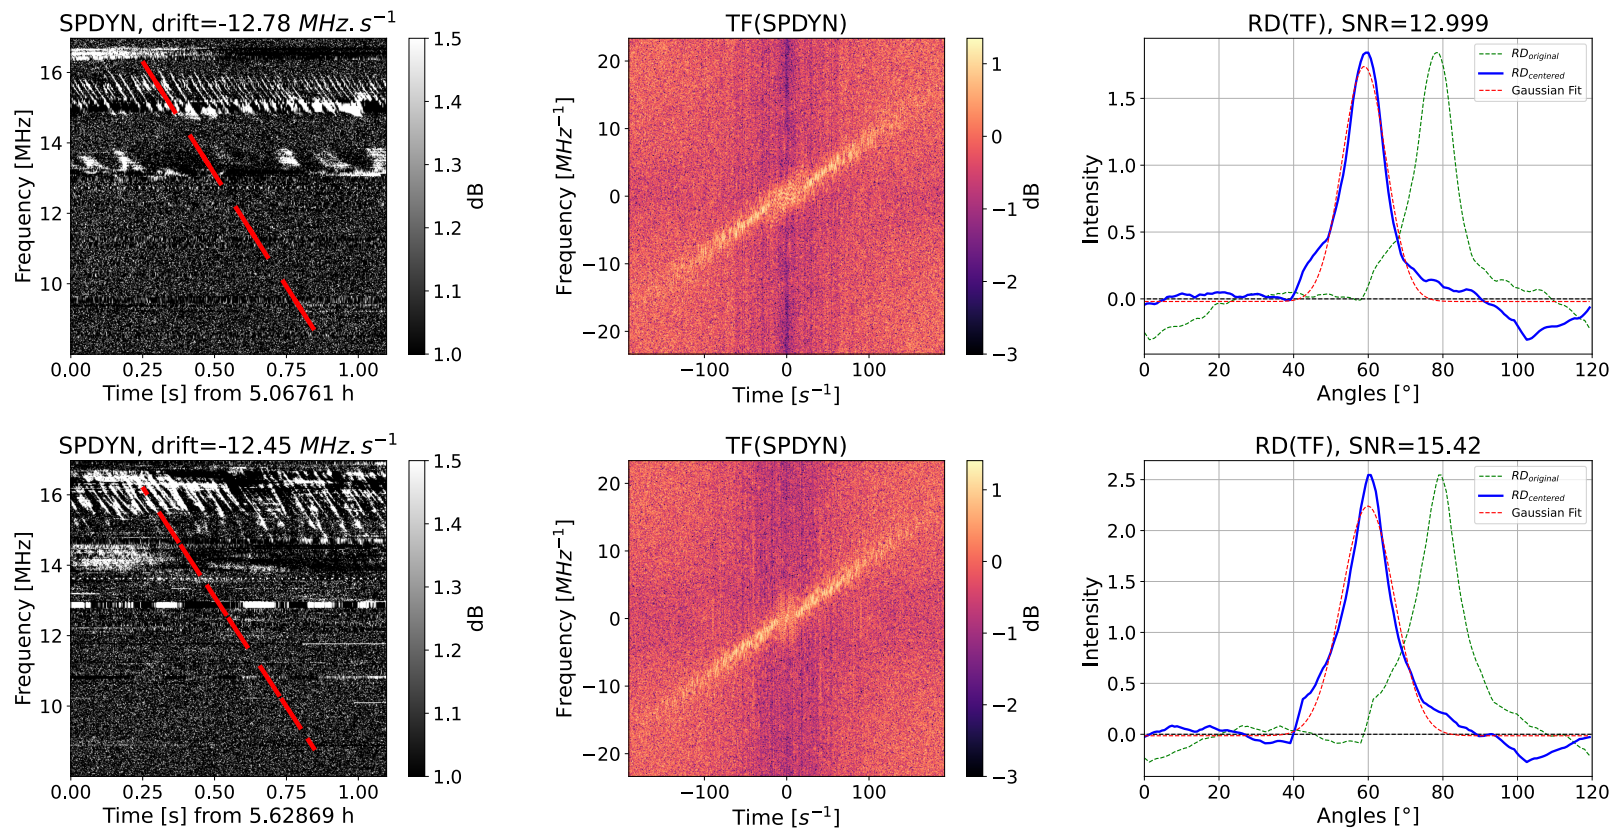 SPDYN, drift=-12.78 MHz.s⁻¹
16
14
12
10
Frequency [MHz]
0.00 0.25 0.50 0.75 1.00
Time [s] from 5.06761 h
1.5
1.4
1.3
1.2
1.1
1.0
dB
TF(SPDYN)
20
10
0
−10
−20
Frequency [MHz⁻¹]
−100 0 100
Time [s⁻¹]
1
0
−1
−2
−3
dB
RD(TF), SNR=12.999
RD_original
RD_centered
Gaussian Fit
1.5
1.0
0.5
0.0
Intensity
0 20 40 60 80 100 120
Angles [°]
SPDYN, drift=-12.45 MHz.s⁻¹
16
14
12
10
Frequency [MHz]
0.00 0.25 0.50 0.75 1.00
Time [s] from 5.62869 h
1.5
1.4
1.3
1.2
1.1
1.0
dB
TF(SPDYN)
20
10
0
−10
−20
Frequency [MHz⁻¹]
−100 0 100
Time [s⁻¹]
1
0
−1
−2
−3
dB
RD(TF), SNR=15.42
RD_original
RD_centered
Gaussian Fit
2.5
2.0
1.5
1.0
0.5
0.0
Intensity
0 20 40 60 80 100 120
Angles [°]